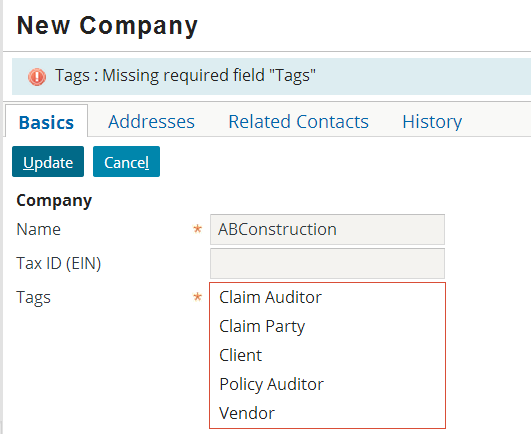 New Company
Tags : Missing required field "Tags"
Basics Addresses Related Contacts History
Update Cancel
Company
Name * ABConstruction
Tax ID (EIN)
Tags * Claim Auditor
Claim Party
Client
Policy Auditor
Vendor